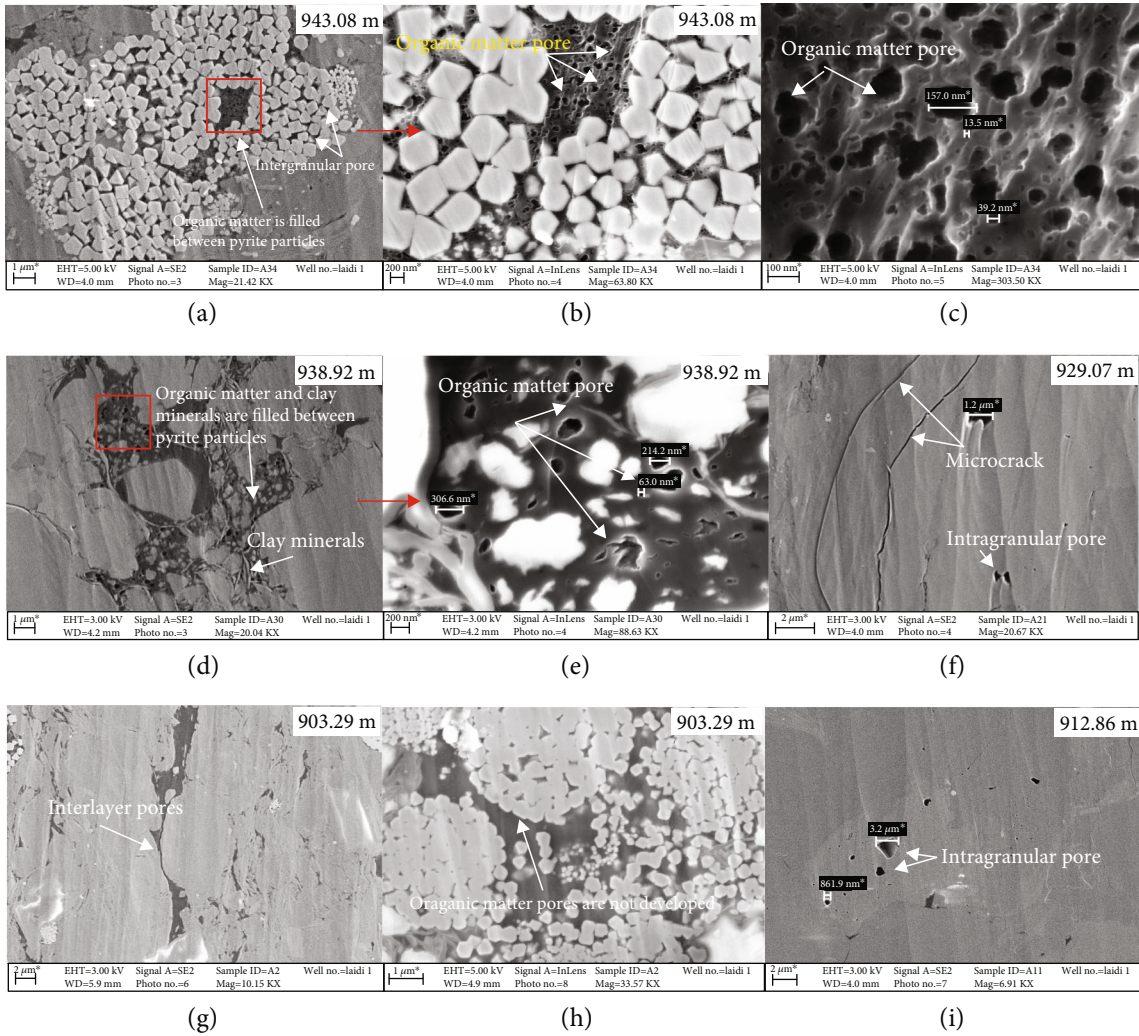 943.08 m
Intergranular pore
Organic matter is filled
between pyrite particles
1 µm*
EHT=5.00 kV Signal A=SE2 Sample ID=A34 Well no.=laidi 1
WD=4.0 mm Photo no.=3 Mag=21.42 KX
(a)
943.08 m
Organic matter pore
200 nm*
EHT=5.00 kV Signal A=InLens Sample ID=A34 Well no.=laidi 1
WD=4.0 mm Photo no.=4 Mag=63.80 KX
(b)
943.08 m
Organic matter pore
157.0 nm*
13.5 nm*
39.2 nm*
100 nm*
EHT=5.00 kV Signal A=InLens Sample ID=A34 Well no.=laidi 1
WD=4.0 mm Photo no.=5 Mag=303.50 KX
(c)
938.92 m
Organic matter and clay
minerals are filled between
pyrite particles
Clay minerals
1 µm*
EHT=3.00 kV Signal A=SE2 Sample ID=A30 Well no.=laidi 1
WD=4.2 mm Photo no.=3 Mag=20.04 KX
(d)
938.92 m
Organic matter pore
214.2 nm*
63.0 nm*
306.6 nm*
200 nm*
EHT=3.00 kV Signal A=InLens Sample ID=A30 Well no.=laidi 1
WD=4.2 mm Photo no.=4 Mag=88.63 KX
(e)
929.07 m
1.2 µm*
Microcrack
Intragranular pore
2 µm*
EHT=3.00 kV Signal A=SE2 Sample ID=A21 Well no.=laidi 1
WD=4.0 mm Photo no.=4 Mag=20.67 KX
(f)
903.29 m
Interlayer pores
2 µm*
EHT=3.00 kV Signal A=SE2 Sample ID=A2 Well no.=laidi 1
WD=5.9 mm Photo no.=6 Mag=10.15 KX
(g)
903.29 m
Oraganic matter pores are not developed
1 µm*
EHT=5.00 kV Signal A=InLens Sample ID=A2 Well no.=laidi 1
WD=4.9 mm Photo no.=8 Mag=33.57 KX
(h)
912.86 m
3.2 µm*
Intragranular pore
861.9 nm*
2 µm*
EHT=3.00 kV Signal A=SE2 Sample ID=A11 Well no.=laidi 1
WD=4.0 mm Photo no.=7 Mag=6.91 KX
(i)